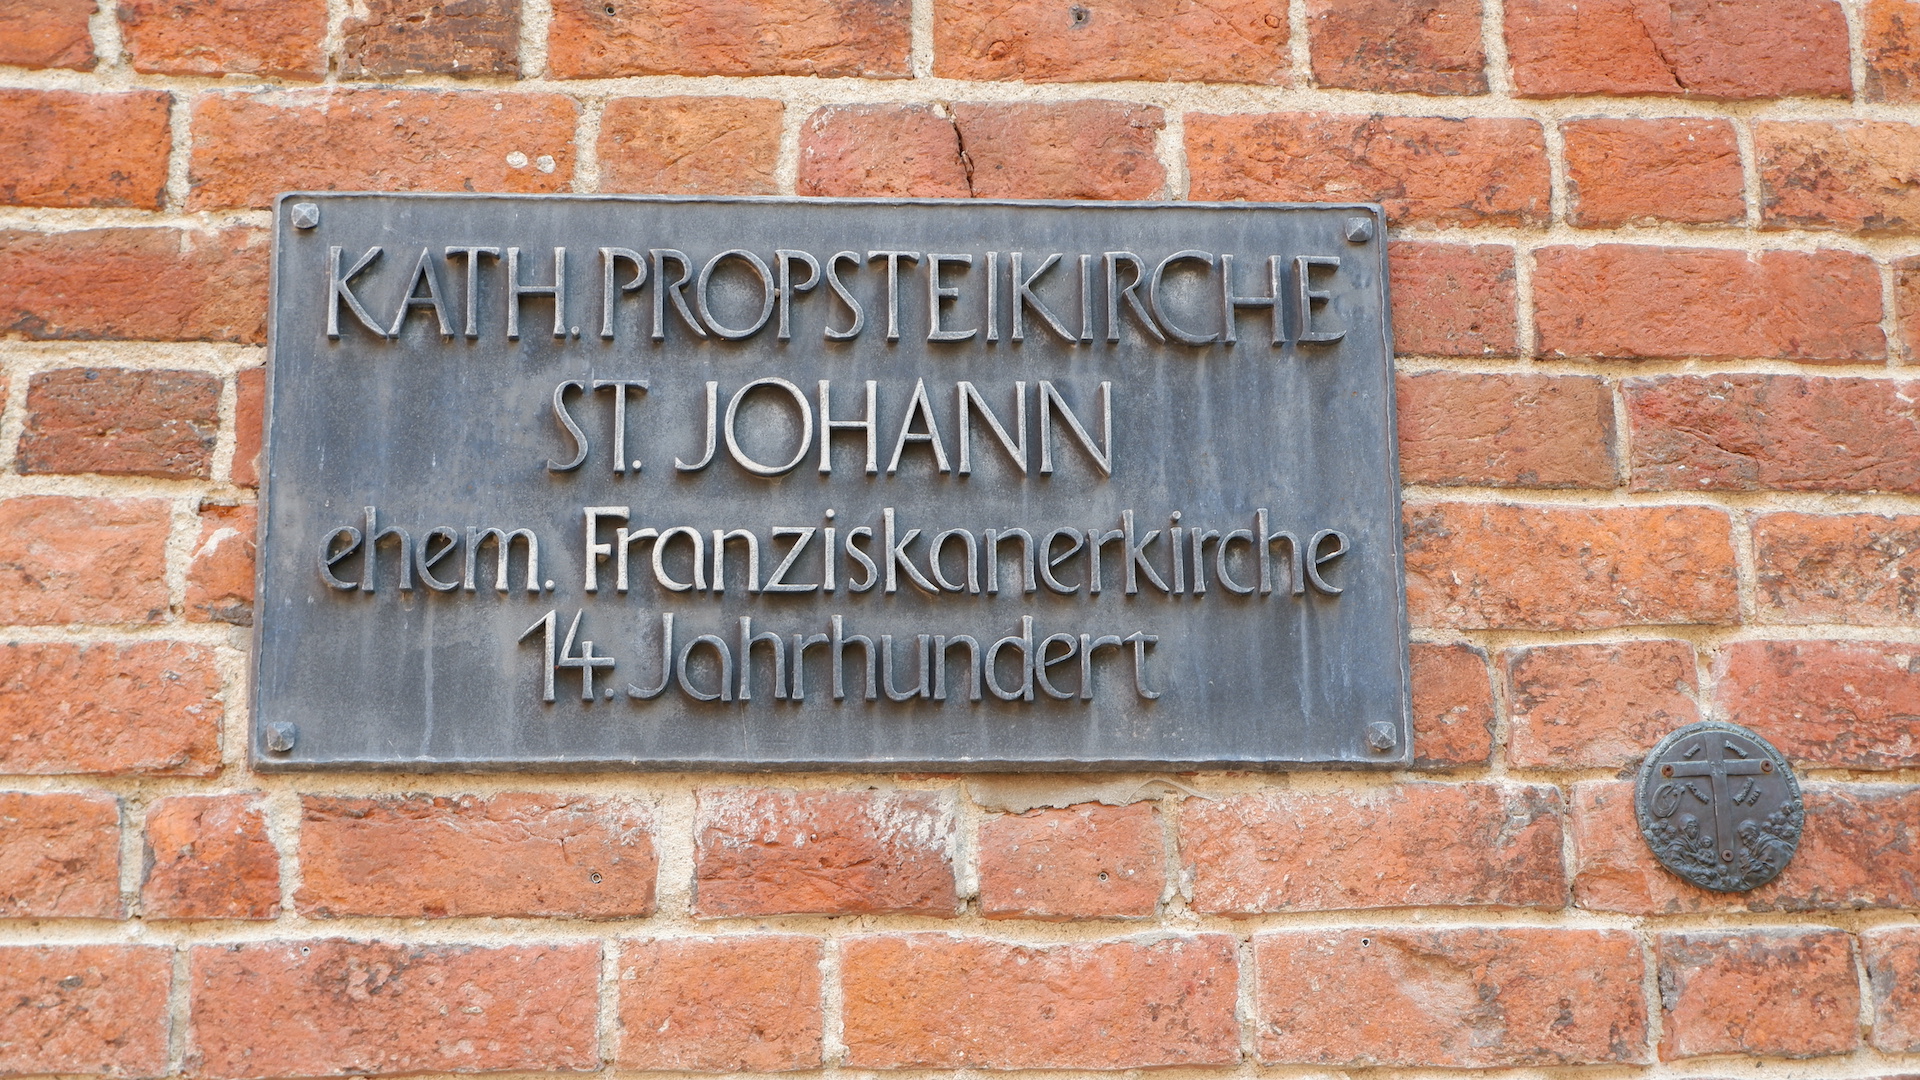 KATH. PROPSTEIKIRCHE
ST. JOHANN
ehem. Franziskanerkirche
14. Jahrhundert